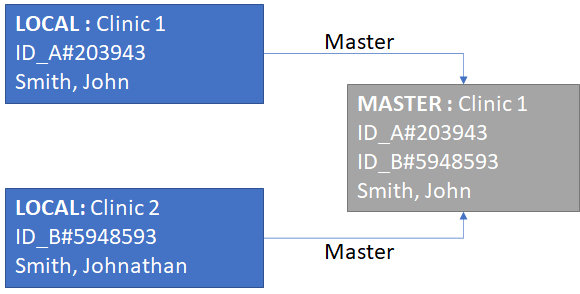 LOCAL : Clinic 1
ID_A#203943
Smith, John
Master
MASTER : Clinic 1
ID_A#203943
ID_B#5948593
Smith, John
LOCAL: Clinic 2
ID_B#5948593
Smith, Johnathan
Master